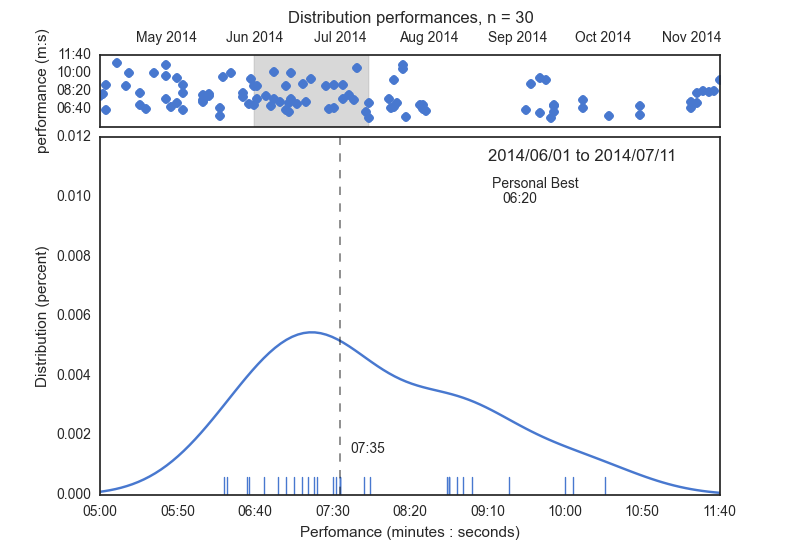 Distribution performances, n = 30
May 2014 Jun 2014 Jul 2014 Aug 2014 Sep 2014 Oct 2014 Nov 2014
performance (m:s)
11:40
10:00
08:20
06:40
0.012
2014/06/01 to 2014/07/11
Personal Best
06:20
0.010
0.008
0.006
0.004
0.002
0.000
Distribution (percent)
07:35
05:00 05:50 06:40 07:30 08:20 09:10 10:00 10:50 11:40
Perfomance (minutes : seconds)